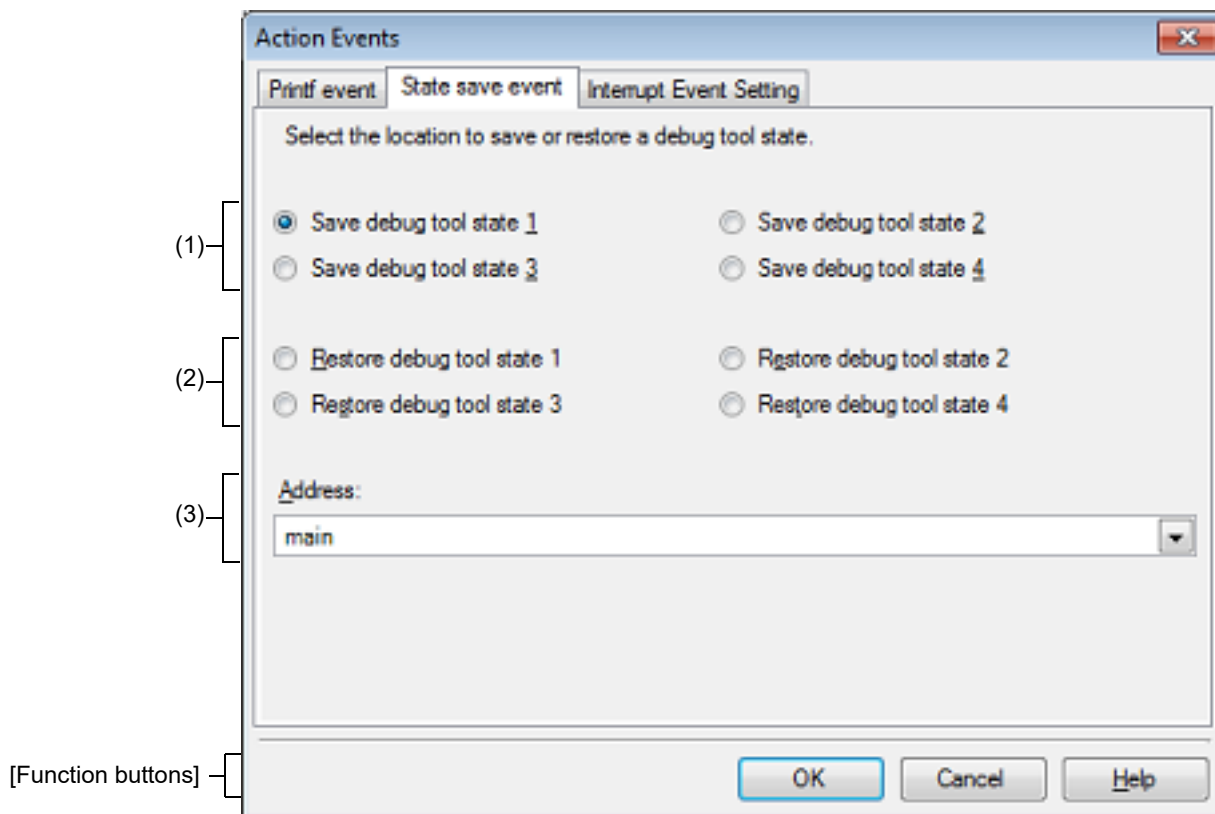 Action Events
Printf event State save event Interrupt Event Setting
Select the location to save or restore a debug tool state.
(1)
Save debug tool state 1 Save debug tool state 2
Save debug tool state 3 Save debug tool state 4
(2)
Restore debug tool state 1 Restore debug tool state 2
Restore debug tool state 3 Restore debug tool state 4
(3)
Address:
main
[Function buttons]
OK Cancel Help